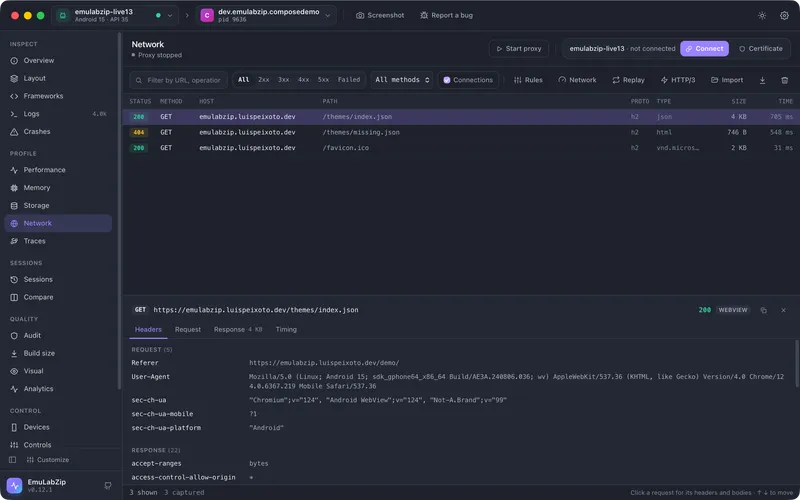 emulabzip-live13
Android 15 · API 35
dev.emulabzip.composedemo
pid 9636
Screenshot
Report a bug
INSPECT
Overview
Layout
Frameworks
Logs 4.0k
Crashes
PROFILE
Performance
Memory
Storage
Network
Traces
SESSIONS
Sessions
Compare
QUALITY
Audit
Build size
Visual
Analytics
CONTROL
Devices
Controls
Customize
EmuLabZip
v0.12.1
Network
Proxy stopped
Start proxy
emulabzip-live13 · not connected
Connect
Certificate
Filter by URL, operation
All 2xx 3xx 4xx 5xx Failed
All methods
Connections
Rules
Network
Replay
HTTP/3
Import
STATUS METHOD HOST PATH PROTO TYPE SIZE TIME
200 GET emulabzip.luispeixoto.dev /themes/index.json h2 json 4 KB 705 ms
404 GET emulabzip.luispeixoto.dev /themes/missing.json h2 html 746 B 548 ms
200 GET emulabzip.luispeixoto.dev /favicon.ico h2 vnd.micros… 2 KB 31 ms
GET https://emulabzip.luispeixoto.dev/themes/index.json 200 WEBVIEW
Headers Request Response 4 KB Timing
REQUEST (5)
Referer https://emulabzip.luispeixoto.dev/demo/
User-Agent Mozilla/5.0 (Linux; Android 15; sdk_gphone64_x86_64 Build/AE3A.240806.036; wv) AppleWebKit/537.36 (KHTML, like Gecko) Version/4.0 Chrome/12
4.0.6367.219 Mobile Safari/537.36
sec-ch-ua "Chromium";v="124", "Android WebView";v="124", "Not-A.Brand";v="99"
sec-ch-ua-mobile ?1
sec-ch-ua-platform "Android"
RESPONSE (22)
accept-ranges bytes
access-control-allow-origin *
3 shown 3 captured
Click a request for its headers and bodies · ↑ ↓ to move